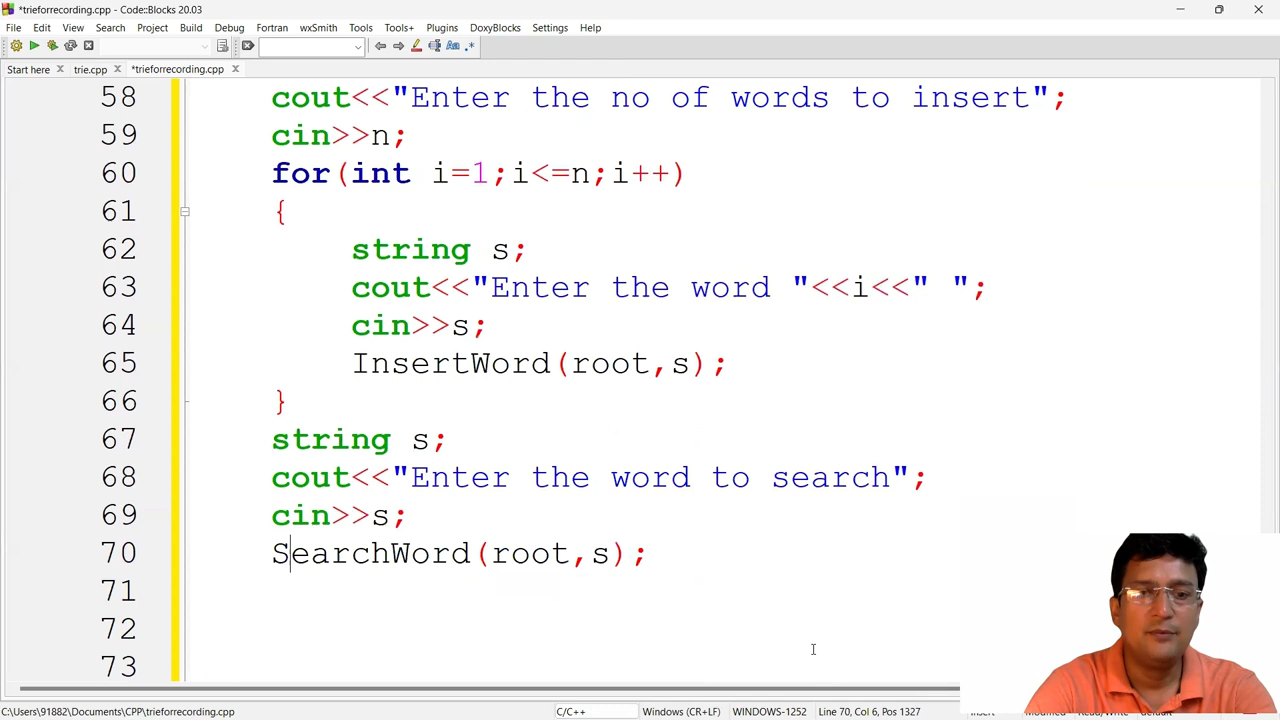 *trieforrecording.cpp - Code::Blocks 20.03
File Edit View Search Project Build Debug Fortran wxSmith Tools Tools+ Plugins DoxyBlocks Settings Help
Start here trie.cpp *trieforrecording.cpp
58 cout<<"Enter the no of words to insert";
59 cin>>n;
60 for(int i=1;i<=n;i++)
61 {
62 string s;
63 cout<<"Enter the word "<<i<<" ";
64 cin>>s;
65 InsertWord(root,s);
66 }
67 string s;
68 cout<<"Enter the word to search";
69 cin>>s;
70 SearchWord(root,s);
71
72
73
C:\Users\91882\Documents\CPP\trieforrecording.cpp C/C++ Windows (CR+LF) WINDOWS-1252 Line 70, Col 6, Pos 1327